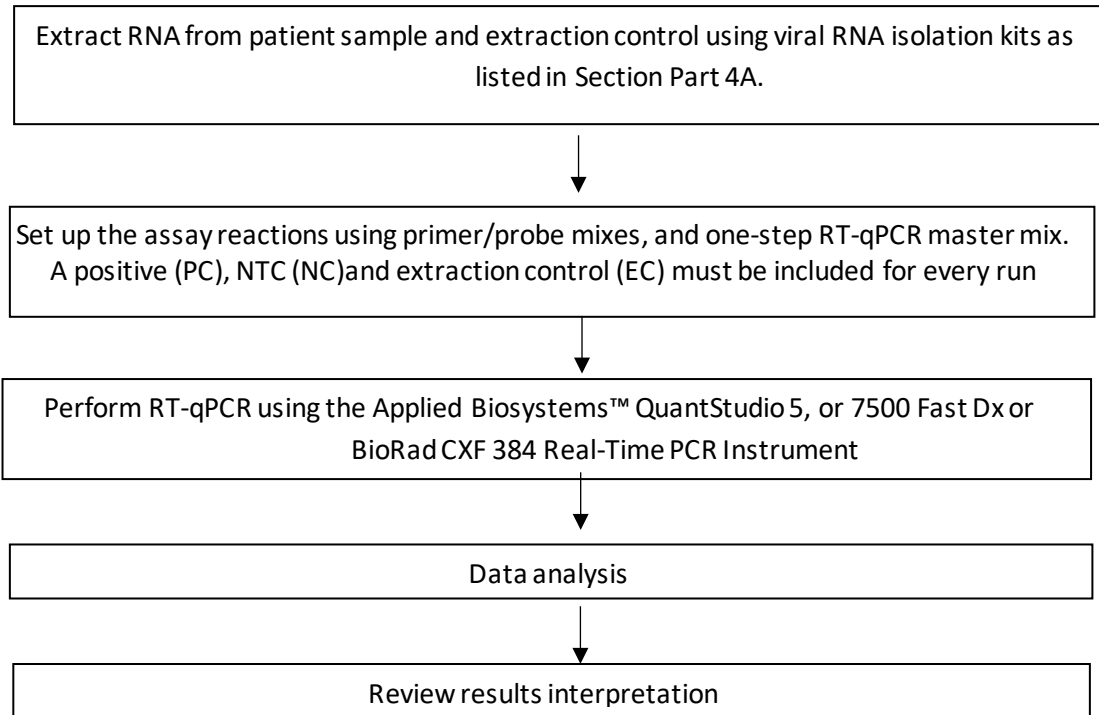 Extract RNA from patient sample and extraction control using viral RNA isolation kits as
listed in Section Part 4A.
Set up the assay reactions using primer/probe mixes, and one-step RT-qPCR master mix.
A positive (PC), NTC (NC)and extraction control (EC) must be included for every run
Perform RT-qPCR using the Applied Biosystems™ QuantStudio 5, or 7500 Fast Dx or
BioRad CXF 384 Real-Time PCR Instrument
Data analysis
Review results interpretation